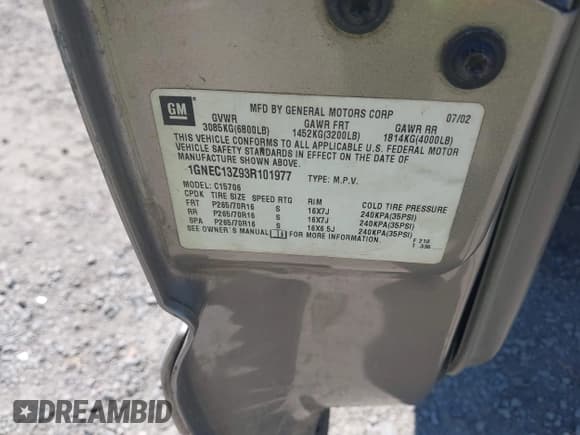 GM
MFD BY GENERAL MOTORS CORP 07/02
GVWR GAWR FRT GAWR RR
3085KG(6800LB) 1452KG(3200LB) 1814KG(4000LB)
THIS VEHICLE CONFORMS TO ALL APPLICABLE U.S. FEDERAL MOTOR
VEHICLE SAFETY STANDARDS IN EFFECT ON THE DATE OF
MANUFACTURE SHOWN ABOVE.
1GNEC13Z93R101977 TYPE: M.P.V.
MODEL: C15706
CPDK TIRE SIZE SPEED RTG RIM COLD TIRE PRESSURE
FRT P265/70R16 S 16X7J 240KPA(35PSI)
RR P265/70R16 S 16X7J 240KPA(35PSI)
SPA P265/70R16 S 16X6.5J 240KPA(35PSI)
SEE OWNER'S MANUAL FOR MORE INFORMATION.
F 210
T 336
DREAMBID